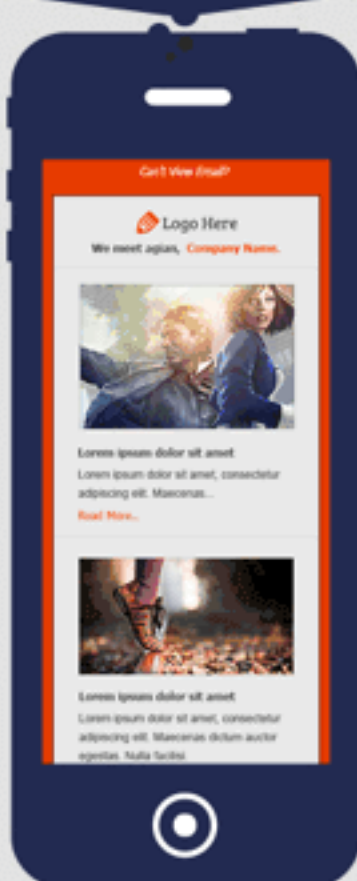 Can't View Email?
Logo Here
We meet agian, Company Name.
Lorem ipsum dolor sit amet
Lorem ipsum dolor sit amet, consectetur
adipiscing elit. Maecenas...
Read More..
Lorem ipsum dolor sit amet
Lorem ipsum dolor sit amet, consectetur
adipiscing elit. Maecenas dictum auctor
egestas. Nulla facilisi